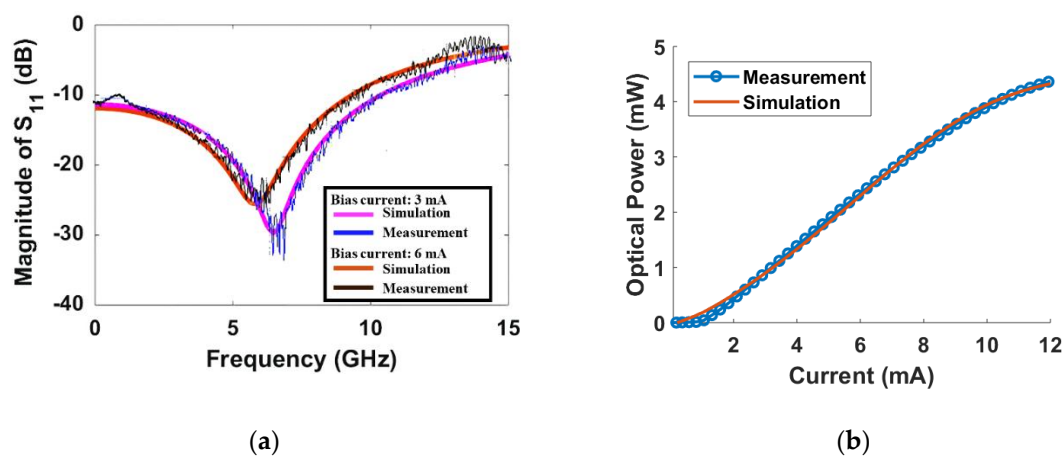 Magnitude of S11 (dB)
0
-10
-20
-30
-40
Bias current: 3 mA
Simulation
Measurement
Bias current: 6 mA
Simulation
Measurement
0
5
10
15
Frequency (GHz)
(a)
Optical Power (mW)
5
4
3
2
1
0
Measurement
Simulation
2
4
6
8
10
12
Current (mA)
(b)